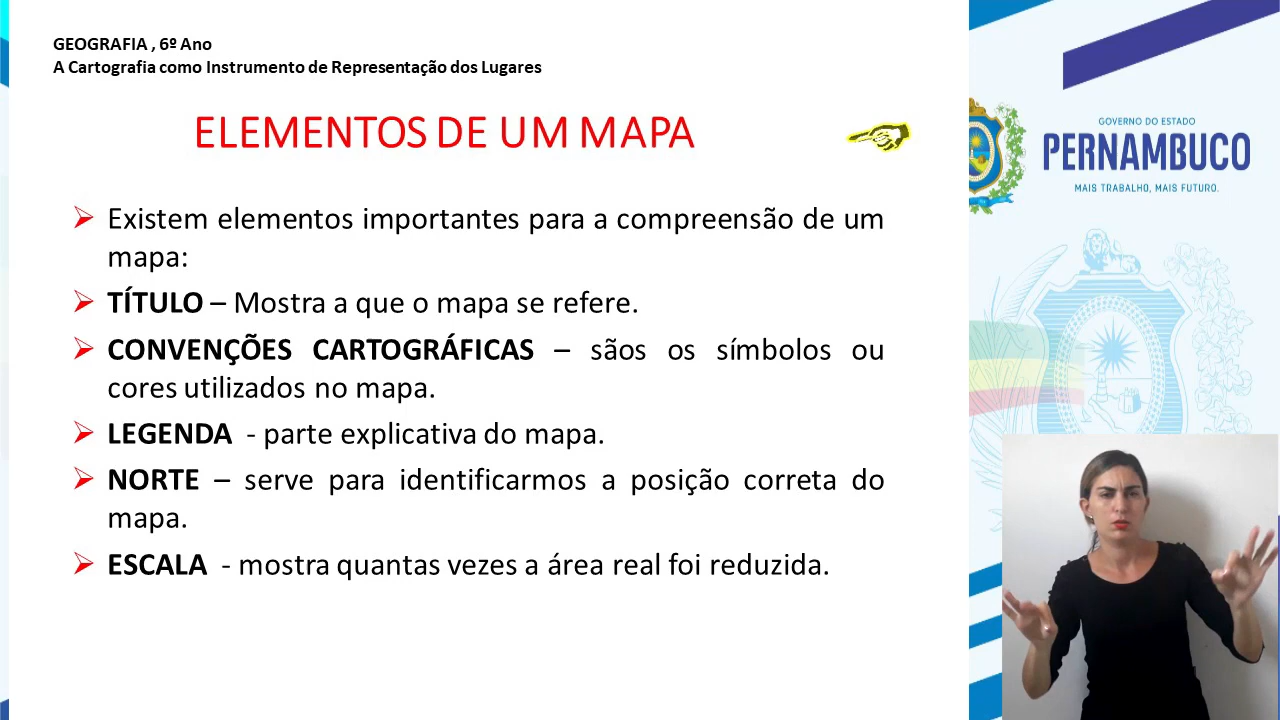 GEOGRAFIA , 6º Ano
A Cartografia como Instrumento de Representação dos Lugares
ELEMENTOS DE UM MAPA
Existem elementos importantes para a compreensão de um
mapa:
TÍTULO – Mostra a que o mapa se refere.
CONVENÇÕES CARTOGRÁFICAS – sãos os símbolos ou
cores utilizados no mapa.
LEGENDA - parte explicativa do mapa.
NORTE – serve para identificarmos a posição correta do
mapa.
ESCALA - mostra quantas vezes a área real foi reduzida.
GOVERNO DO ESTADO
PERNAMBUCO
MAIS TRABALHO, MAIS FUTURO.